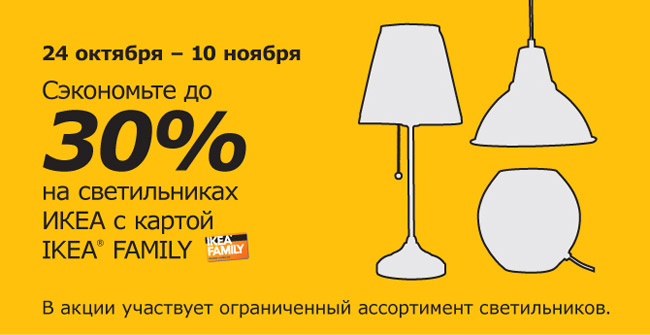 24 октября – 10 ноября
Сэкономьте до
30%
на светильниках
ИКЕА с картой
IKEA® FAMILY
IKEA
FAMILY
В акции участвует ограниченный ассортимент светильников.